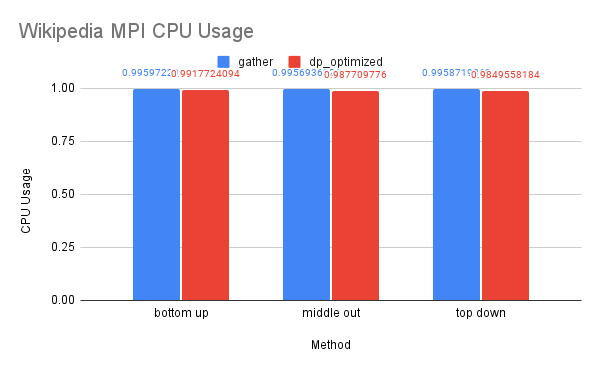 Wikipedia MPI CPU Usage
gather dp_optimized
0.9917724094 0.987709776 0.9849558184
1.00
0.75
0.50
0.25
0.00
CPU Usage
bottom up middle out top down
Method